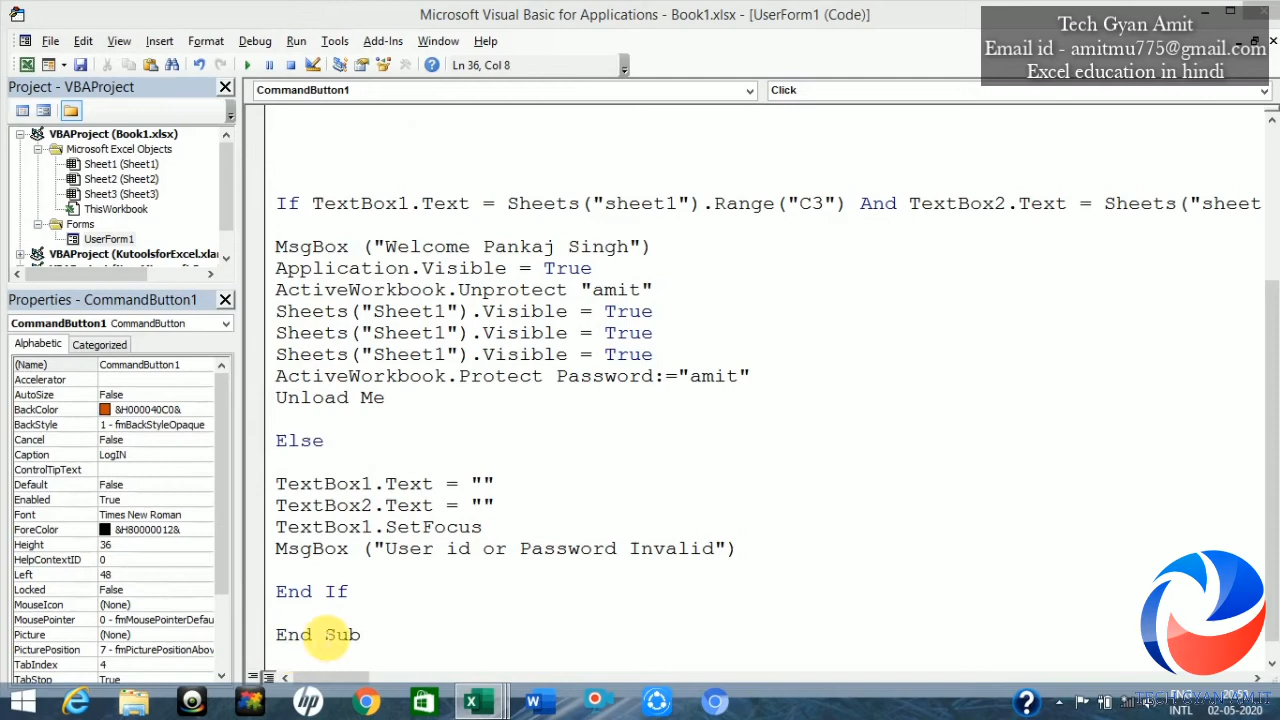 Microsoft Visual Basic for Applications - Book1.xlsx - [UserForm1 (Code)]
Tech Gyan Amit
Email id - amitmu775@gmail.com
Excel education in hindi
File Edit View Insert Format Debug Run Tools Add-Ins Window Help
Ln 36, Col 8
Project - VBAProject
CommandButton1 Click
VBAProject (Book1.xlsx)
Microsoft Excel Objects
Sheet1 (Sheet1)
Sheet2 (Sheet2)
Sheet3 (Sheet3)
ThisWorkbook
Forms
UserForm1
VBAProject (KutoolsforExcel.xla
Properties - CommandButton1
CommandButton1 CommandButton
Alphabetic Categorized
(Name) CommandButton1
Accelerator
AutoSize False
BackColor &H000040C0&
BackStyle 1 - fmBackStyleOpaque
Cancel False
Caption LogIN
ControlTipText
Default False
Enabled True
Font Times New Roman
ForeColor &H80000012&
Height 36
HelpContextID 0
Left 48
Locked False
MouseIcon (None)
MousePointer 0 - fmMousePointerDefau
Picture (None)
PicturePosition 7 - fmPicturePositionAbov
TabIndex 4
TabStop True
If TextBox1.Text = Sheets("sheet1").Range("C3") And TextBox2.Text = Sheets("sheet
MsgBox ("Welcome Pankaj Singh")
Application.Visible = True
ActiveWorkbook.Unprotect "amit"
Sheets("Sheet1").Visible = True
Sheets("Sheet1").Visible = True
Sheets("Sheet1").Visible = True
ActiveWorkbook.Protect Password:="amit"
Unload Me
Else
TextBox1.Text = ""
TextBox2.Text = ""
TextBox1.SetFocus
MsgBox ("User id or Password Invalid")
End If
End Sub
TECH GYAN AMIT
ENG
INTL 02-05-2020